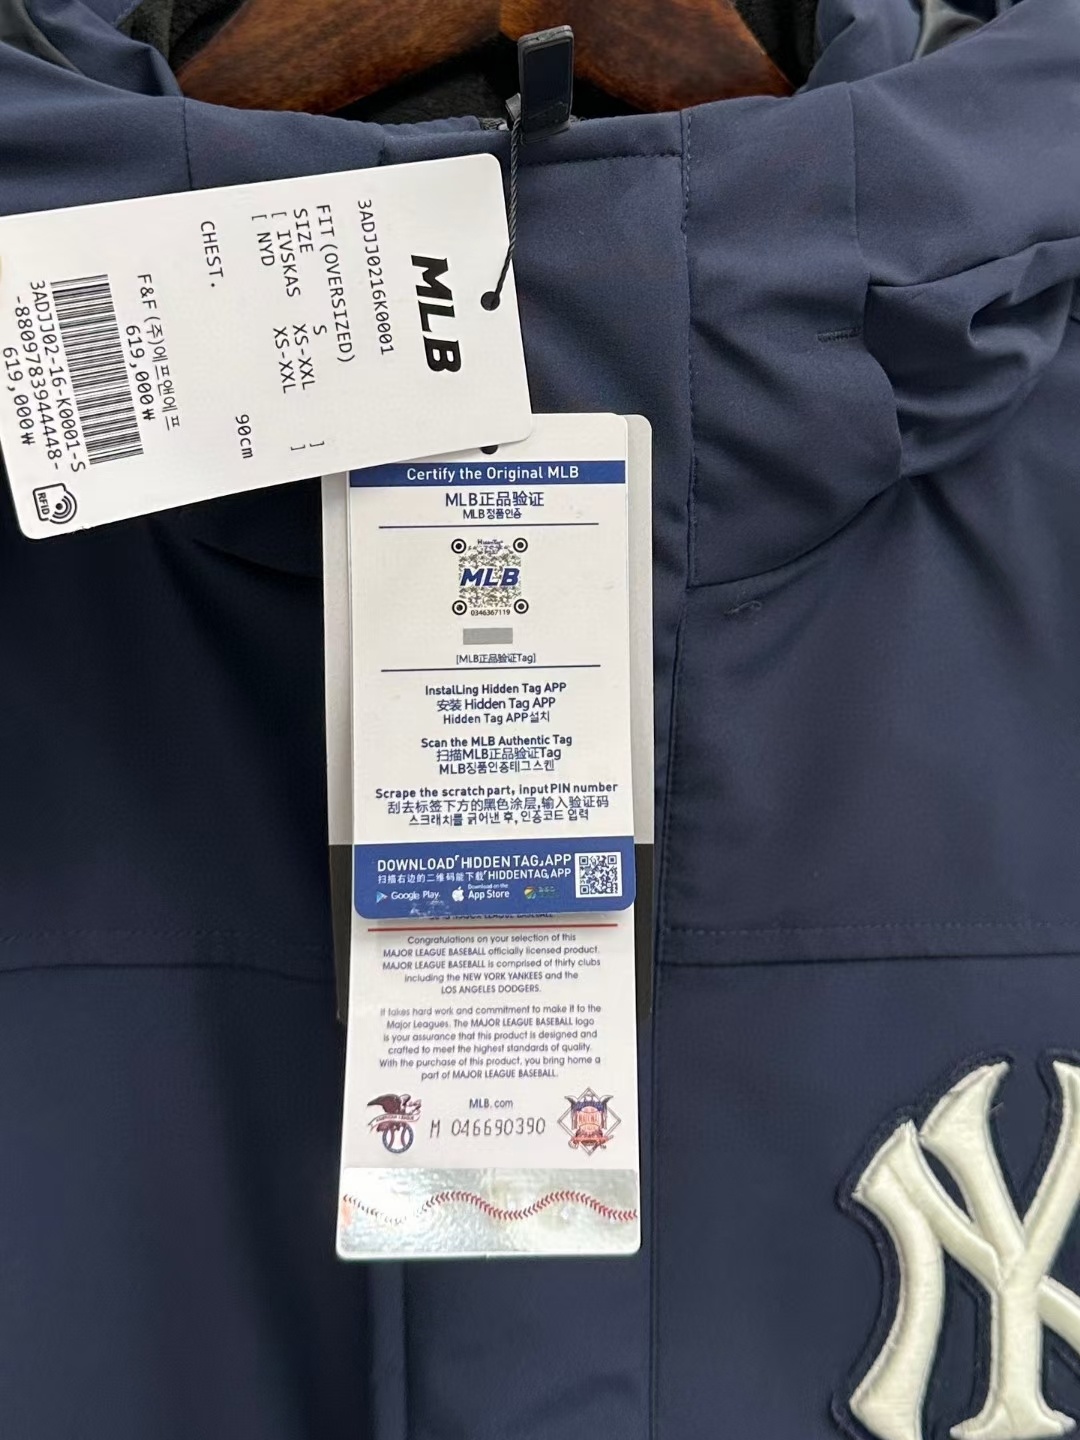 MLB
3ADJJ0216K0001
FIT (OVERSIZED)
SIZE S
[ IVSKAS XS-XXL ]
[ NYD XS-XXL ]
CHEST. 90cm
F&F (주)에프앤에프
619,000₩
3ADJJ02-16-K0001-S
-8809783944448-
619,000₩
RFID
Certify the Original MLB
MLB正品验证
MLB정품인증
HiddenTag
MLB
0346367119
[MLB正品验证Tag]
InstalLing Hidden Tag APP
安装 Hidden Tag APP
Hidden Tag APP설치
Scan the MLB Authentic Tag
扫描MLB正品验证Tag
MLB정품인증태그스캔
Scrape the scratch part, input PIN number
刮去标签下方的黑色涂层,输入验证码
스크래치를 긁어낸 후, 인증코드 입력
DOWNLOAD「HIDDEN TAG」APP
扫描右边的二维码能下载「HIDDENTAG」APP
Google Play
Download on the
App Store
MAJOR LEAGUE BASEBALL.
Congratulations on your selection of this
MAJOR LEAGUE BASEBALL officially licensed product.
MAJOR LEAGUE BASEBALL is comprised of thirty clubs
including the NEW YORK YANKEES and the
LOS ANGELES DODGERS.
It takes hard work and commitment to make it to the
Major Leagues. The MAJOR LEAGUE BASEBALL logo
is your assurance that this product is designed and
crafted to meet the highest standards of quality.
With the purchase of this product, you bring home a
part of MAJOR LEAGUE BASEBALL.
MLB.com
M 046690390
NY